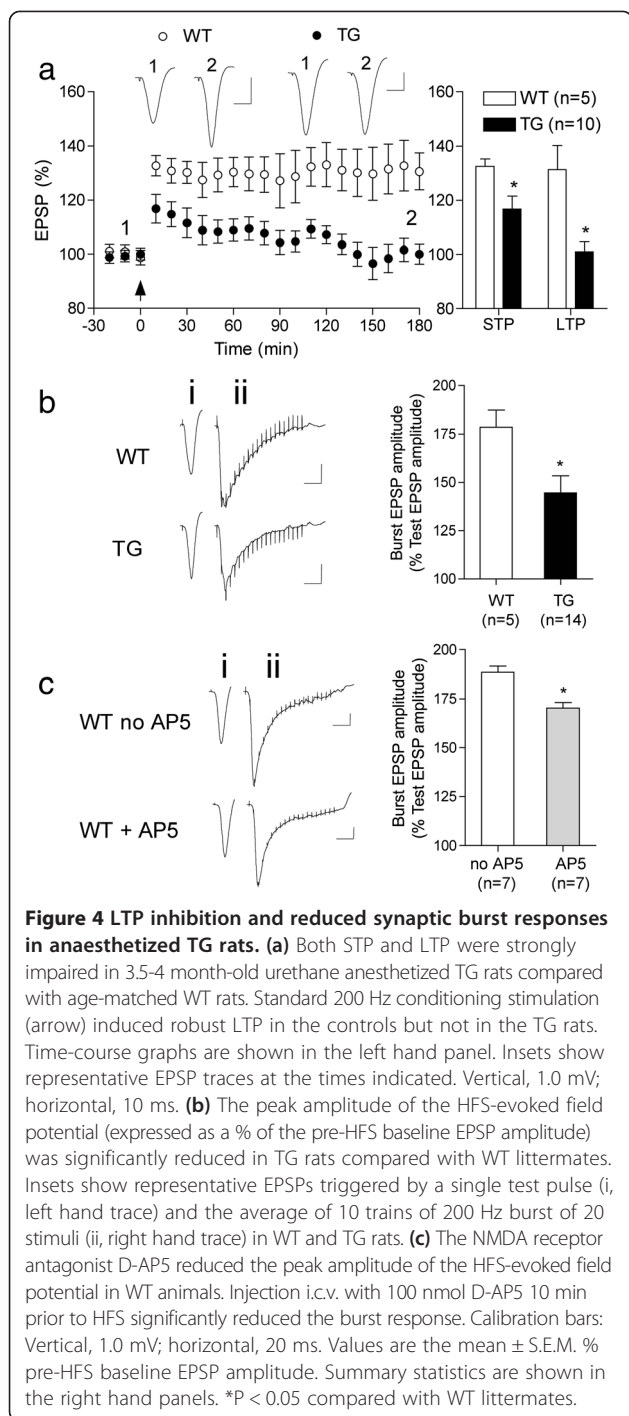 ○ WT ● TG
a
1 2 1 2
160
140
120
100
80
EPSP (%)
1
2
-30 0 30 60 90 120 150 180
Time (min)
WT (n=5)
TG (n=10)
160
140
120
100
80
*
*
STP LTP
b
i ii
WT
TG
200
175
150
125
100
Burst EPSP amplitude
(% Test EPSP amplitude)
*
WT TG
(n=5) (n=14)
c
i ii
WT no AP5
WT + AP5
200
175
150
125
100
Burst EPSP amplitude
(% Test EPSP amplitude)
*
no AP5 AP5
(n=7) (n=7)
Figure 4 LTP inhibition and reduced synaptic burst responses
in anaesthetized TG rats. (a) Both STP and LTP were strongly
impaired in 3.5-4 month-old urethane anesthetized TG rats compared
with age-matched WT rats. Standard 200 Hz conditioning stimulation
(arrow) induced robust LTP in the controls but not in the TG rats.
Time-course graphs are shown in the left hand panel. Insets show
representative EPSP traces at the times indicated. Vertical, 1.0 mV;
horizontal, 10 ms. (b) The peak amplitude of the HFS-evoked field
potential (expressed as a % of the pre-HFS baseline EPSP amplitude)
was significantly reduced in TG rats compared with WT littermates.
Insets show representative EPSPs triggered by a single test pulse (i,
left hand trace) and the average of 10 trains of 200 Hz burst of 20
stimuli (ii, right hand trace) in WT and TG rats. (c) The NMDA receptor
antagonist D-AP5 reduced the peak amplitude of the HFS-evoked field
potential in WT animals. Injection i.c.v. with 100 nmol D-AP5 10 min
prior to HFS significantly reduced the burst response. Calibration bars:
Vertical, 1.0 mV; horizontal, 20 ms. Values are the mean ± S.E.M. %
pre-HFS baseline EPSP amplitude. Summary statistics are shown in
the right hand panels. *P < 0.05 compared with WT littermates.